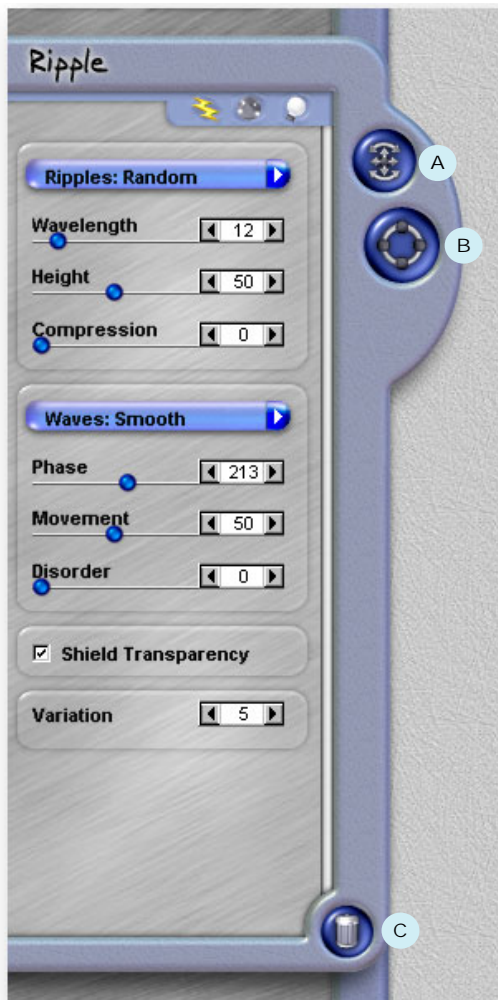 Ripple
A
B
Ripples: Random
Wavelength 12
Height 50
Compression 0
Waves: Smooth
Phase 213
Movement 50
Disorder 0
Shield Transparency
Variation 5
C